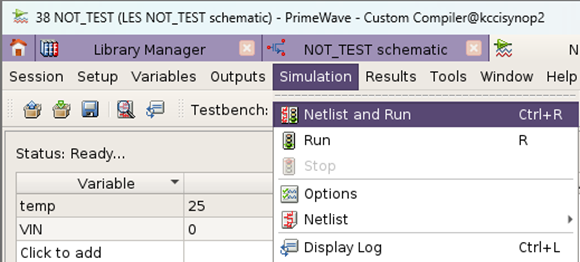 38 NOT_TEST (LES NOT_TEST schematic) - PrimeWave - Custom Compiler@kccisynop2
Library Manager NOT_TEST schematic N
Session Setup Variables Outputs Simulation Results Tools Window Help
Testbench:
Netlist and Run Ctrl+R
Run R
Stop
Options
Netlist
Display Log Ctrl+L
Status: Ready...
Variable
temp 25
VIN 0
Click to add